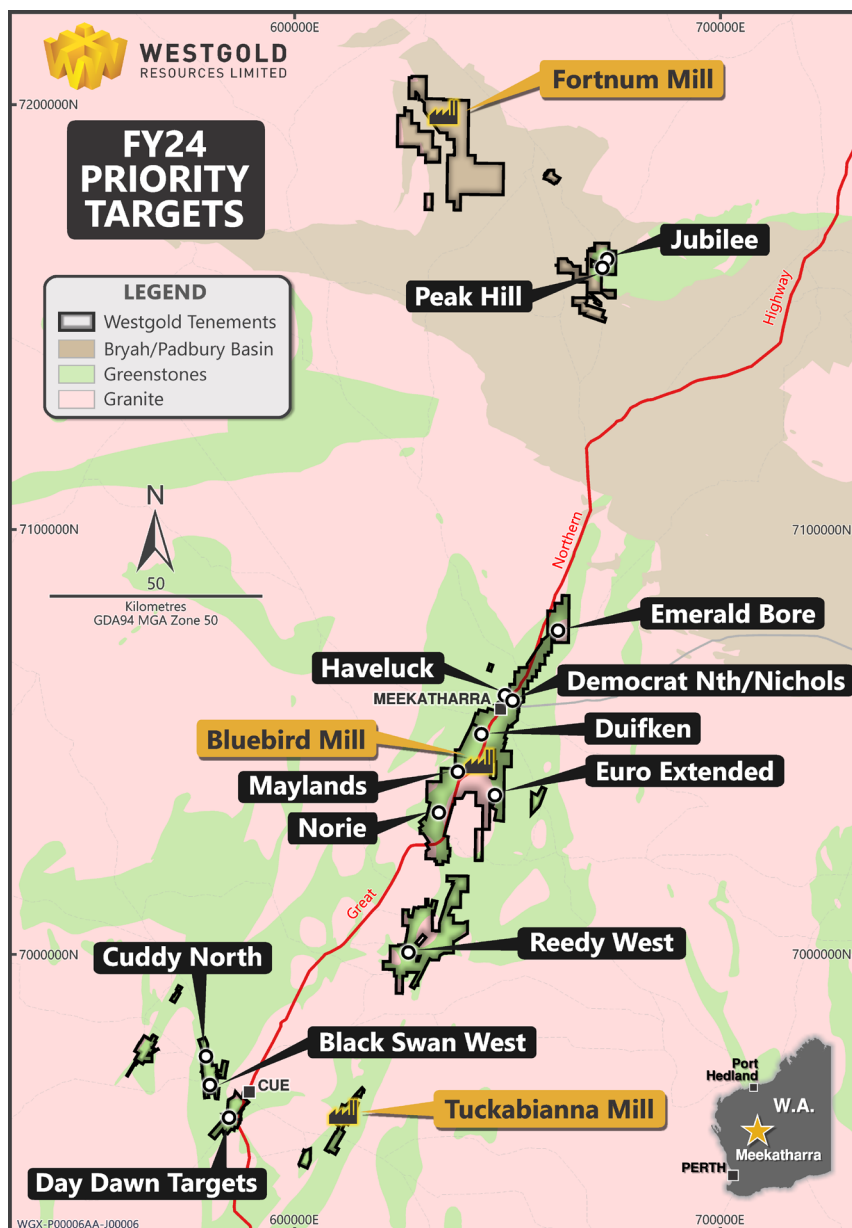 600000E
700000E
WESTGOLD
RESOURCES LIMITED
Fortnum Mill
7200000N
FY24
PRIORITY
TARGETS
Jubilee
Peak Hill
Highway
LEGEND
Westgold Tenements
Bryah/Padbury Basin
Greenstones
Granite
N
7100000N
7100000N
Northern
50
Kilometres
GDA94 MGA Zone 50
Emerald Bore
Haveluck
MEEKATHARRA
Democrat Nth/Nichols
Duifken
Bluebird Mill
Euro Extended
Maylands
Norie
Great
Reedy West
Cuddy North
7000000N
7000000N
Black Swan West
CUE
Tuckabianna Mill
Day Dawn Targets
Port
Hedland
W.A.
Meekatharra
PERTH
WGX-P00006AA-J00006
600000E
700000E